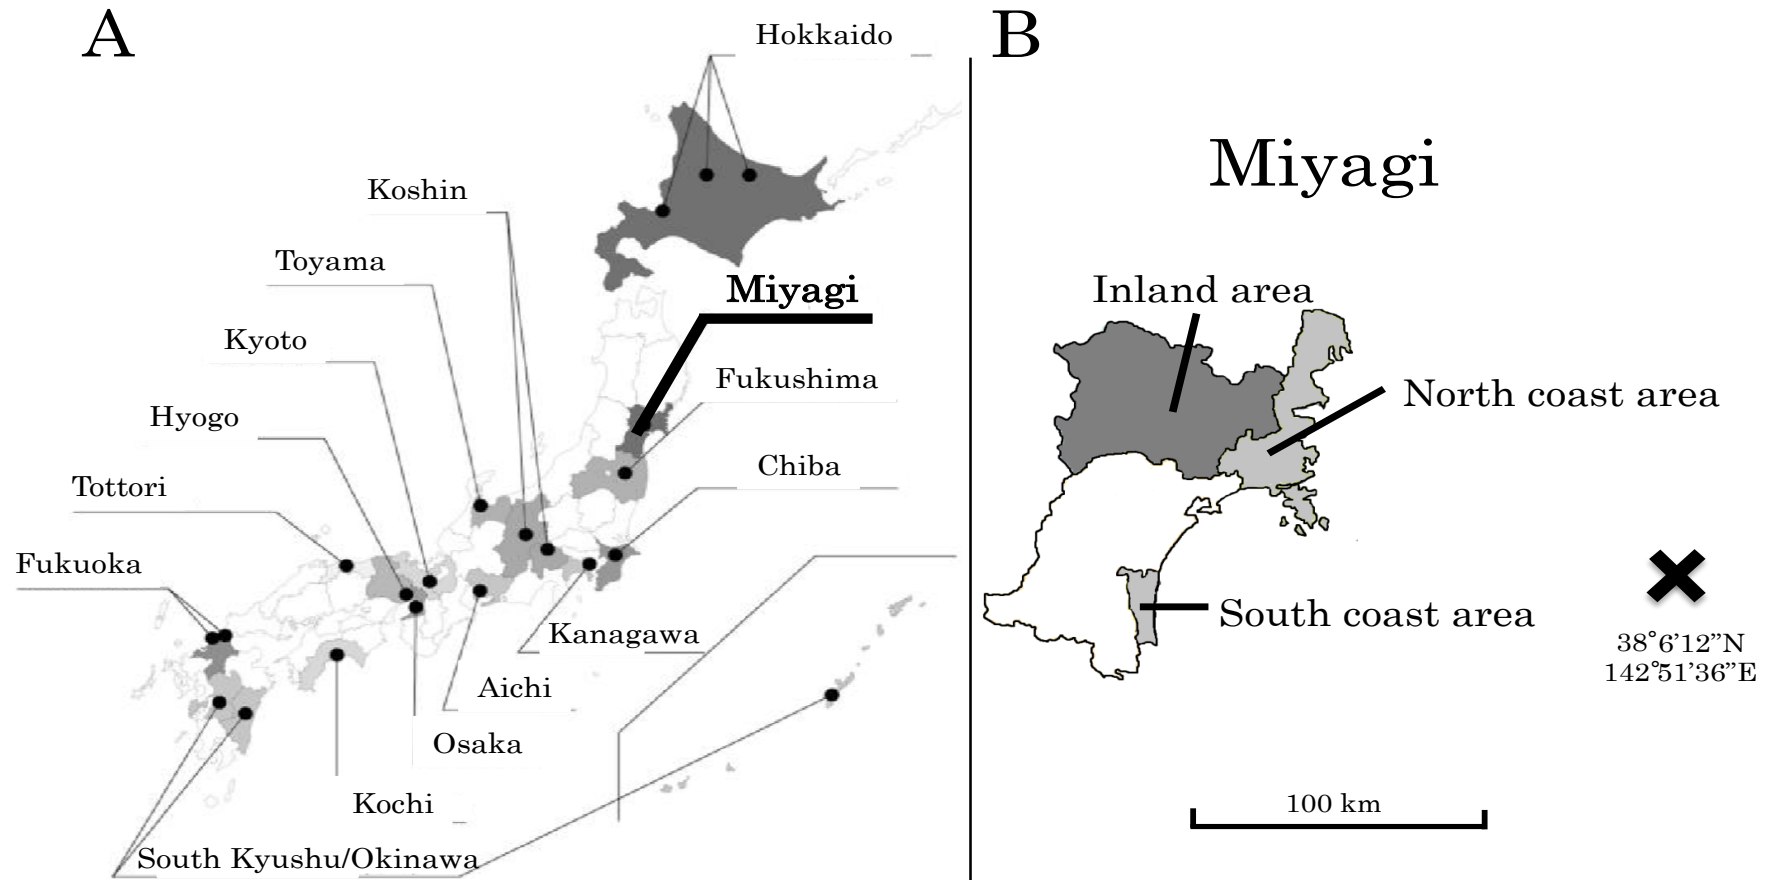 A
Hokkaido
Koshin
Toyama
Miyagi
Kyoto
Fukushima
Hyogo
Chiba
Tottori
Fukuoka
Kanagawa
Aichi
Osaka
Kochi
South Kyushu/Okinawa
B
Miyagi
Inland area
North coast area
South coast area
38°6’12”N
142°51’36”E
100 km